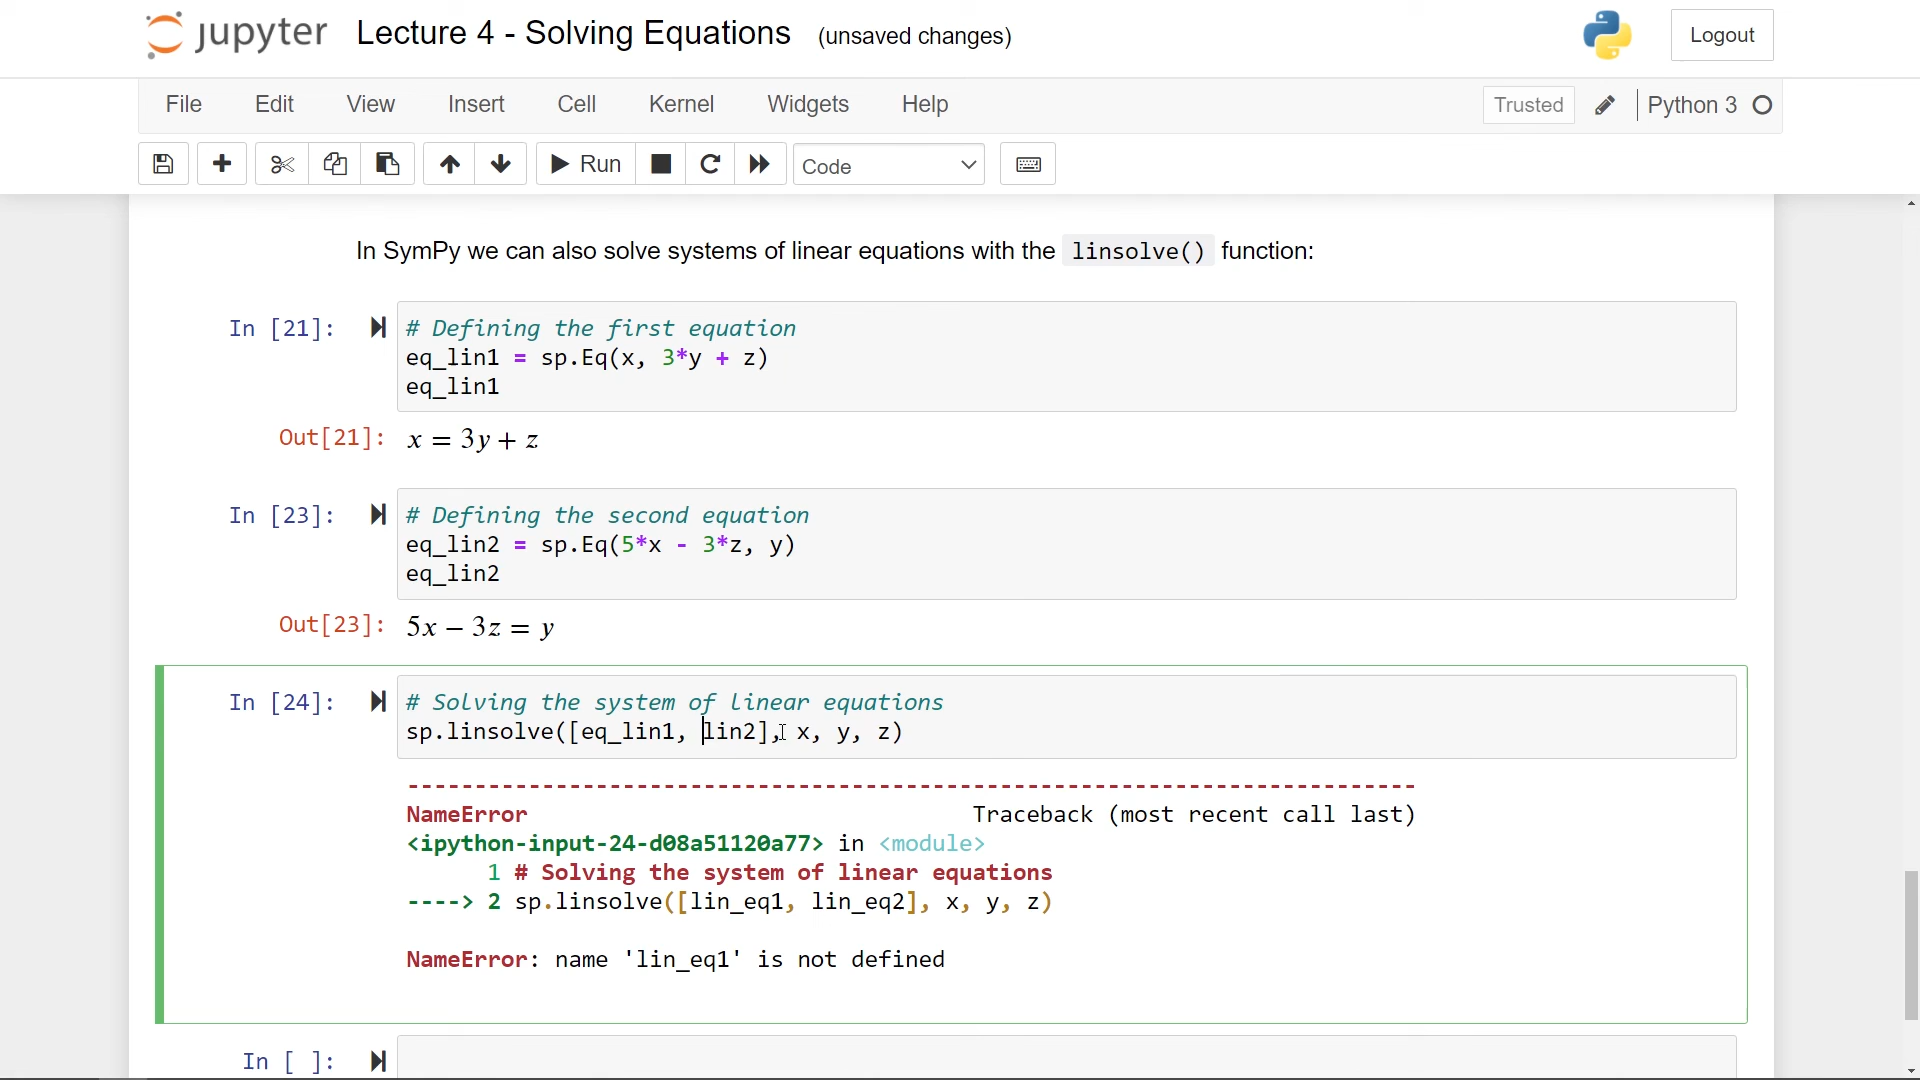 jupyter Lecture 4 - Solving Equations (unsaved changes) Logout
File Edit View Insert Cell Kernel Widgets Help Trusted Python 3
Run Code
In SymPy we can also solve systems of linear equations with the linsolve() function:
In [21]: # Defining the first equation
eq_lin1 = sp.Eq(x, 3*y + z)
eq_lin1
Out[21]: x = 3y + z
In [23]: # Defining the second equation
eq_lin2 = sp.Eq(5*x - 3*z, y)
eq_lin2
Out[23]: 5x − 3z = y
In [24]: # Solving the system of linear equations
sp.linsolve([eq_lin1, lin2], x, y, z)
---------------------------------------------------------------------------
NameError Traceback (most recent call last)
<ipython-input-24-d08a51120a77> in <module>
1 # Solving the system of linear equations
----> 2 sp.linsolve([lin_eq1, lin_eq2], x, y, z)
NameError: name 'lin_eq1' is not defined
In [ ]: